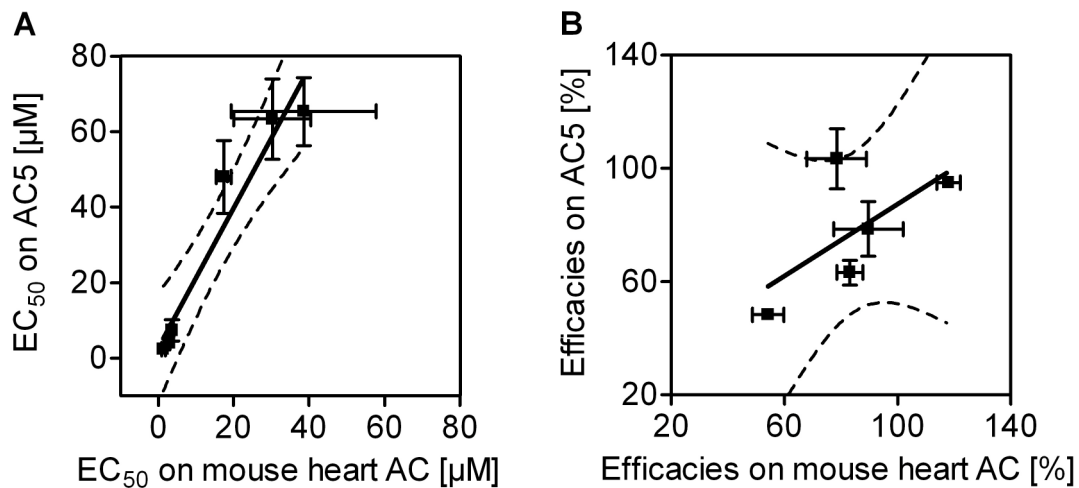 A
EC₅₀ on AC5 [µM]
80
60
40
20
0
0 20 40 60 80
EC₅₀ on mouse heart AC [µM]
B
Efficacies on AC5 [%]
140
100
60
20
20 60 100 140
Efficacies on mouse heart AC [%]